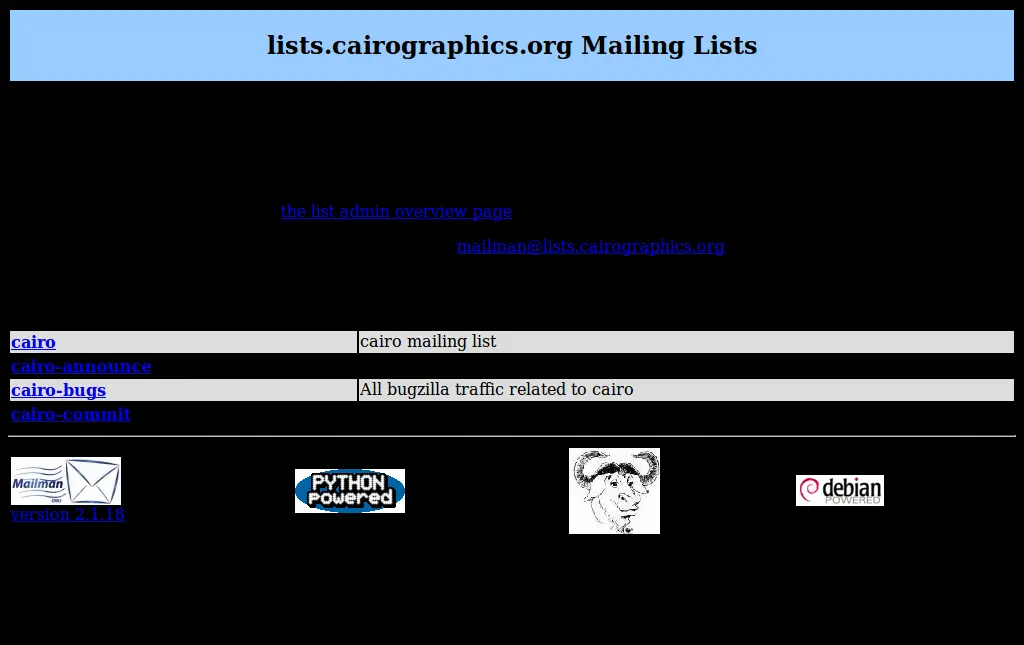 lists.cairographics.org Mailing Lists
the list admin overview page
mailman@lists.cairographics.org
cairo cairo mailing list
cairo-announce
cairo-bugs All bugzilla traffic related to cairo
cairo-commit
Mailman
PYTHON
powered
debian
POWERED
version 2.1.18